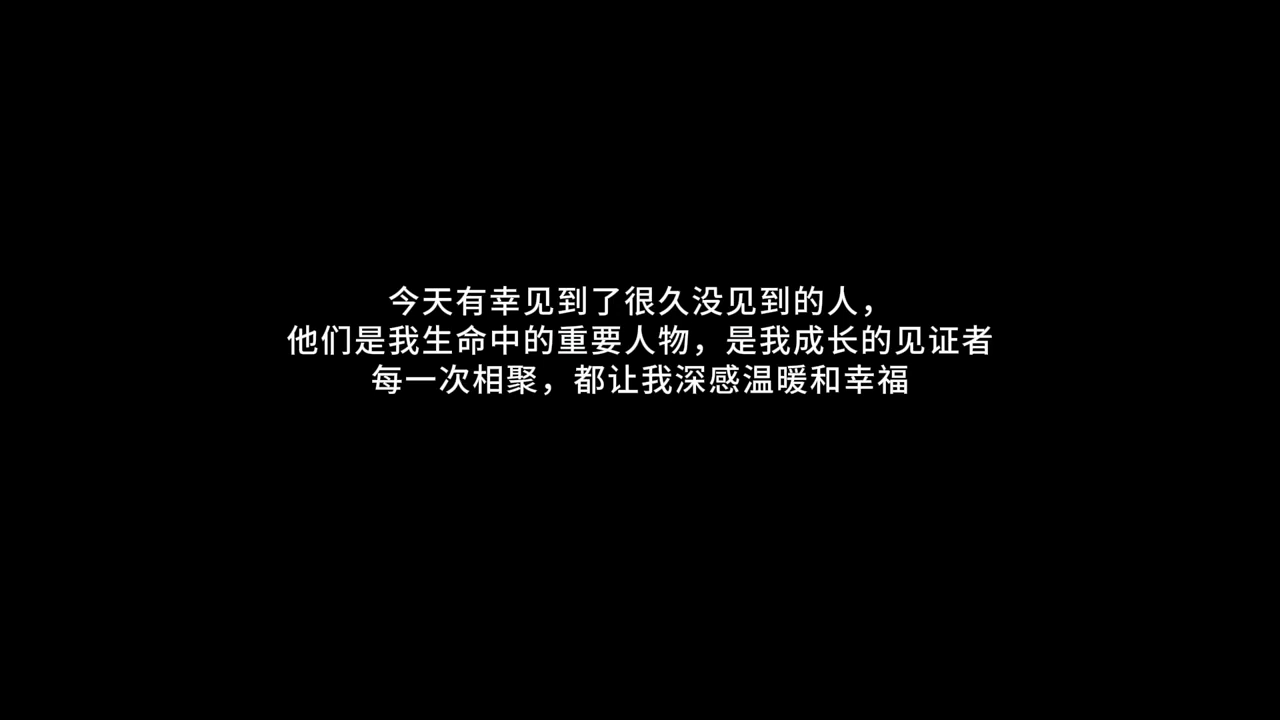 今天有幸见到了很久没见到的人，
他们是我生命中的重要人物，是我成长的见证者
每一次相聚，都让我深感温暖和幸福